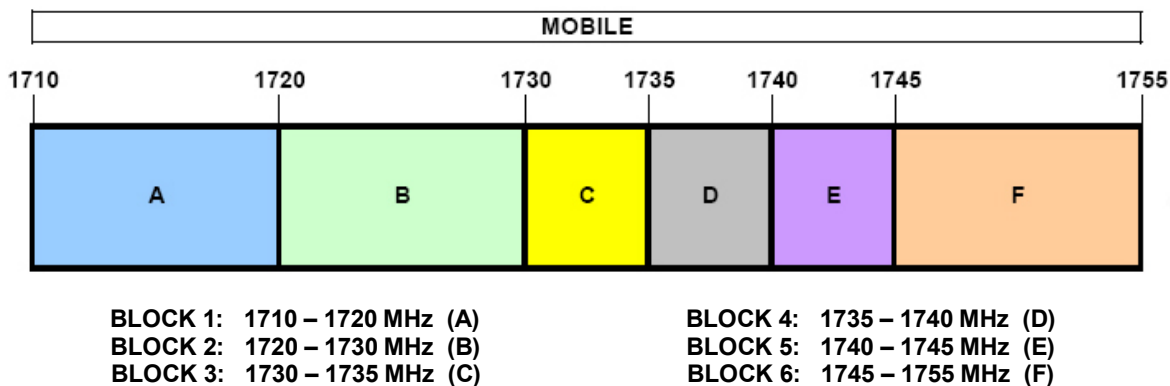 MOBILE
1710 1720 1730 1735 1740 1745 1755
A B C D E F
BLOCK 1: 1710 – 1720 MHz (A)
BLOCK 2: 1720 – 1730 MHz (B)
BLOCK 3: 1730 – 1735 MHz (C)
BLOCK 4: 1735 – 1740 MHz (D)
BLOCK 5: 1740 – 1745 MHz (E)
BLOCK 6: 1745 – 1755 MHz (F)